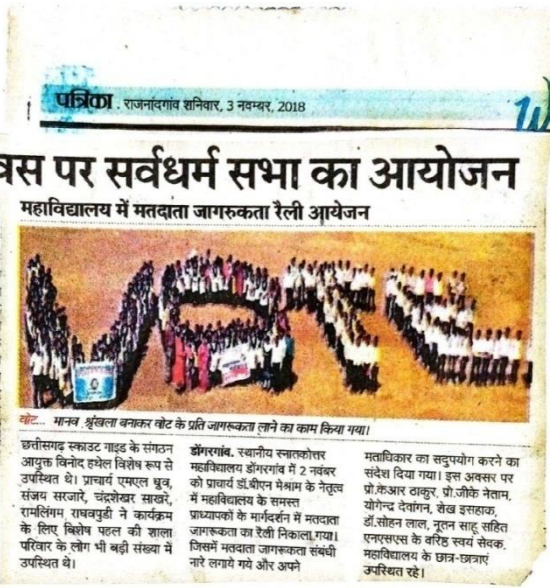 पत्रिका . राजनांदगांव शनिवार, 3 नवम्बर, 2018
वस पर सर्वधर्म सभा का आयोजन
महाविद्यालय में मतदाता जागरुकता रैली आयेजन
वोट... मानव श्रृंखला बनाकर वोट के प्रति जागरूकता लाने का काम किया गया।
छत्तीसगढ़ स्काउट गाइड के संगठन
आयुक्त विनोद हथेल विशेष रूप से
उपस्थित थे। प्राचार्य एमएल ध्रुव,
संजय सरजारे, चंद्रशेखर साखरे,
रामलिंगम, राघवपुडी ने कार्यक्रम
के लिए बिशेष पहल की शाला
परिवार के लोग भी बड़ी संख्या में
उपस्थित थे।
डोंगरगांव. स्थानीय स्नातकोत्तर
महाविद्यालय डोंगरगांव में 2 नवंबर
को प्राचार्य डॉ.बीएन मेश्राम के नेतृत्व
में महाविद्यालय के समस्त
प्राध्यापकों के मार्गदर्शन में मतदाता
जागरूकता का रैली निकाला गया।
जिसमें मतदाता जागरूकता संबंधी
नारे लगाये गये और अपने
मताधिकार का सदुपयोग करने का
संदेश दिया गया। इस अवसर पर
प्रो.केआर ठाकुर, प्रो.जीके नेताम,
योगेन्द्र देवांगन, शेख इसहाक,
डॉ.सोहन लाल, नूतन साहू सहित
एनएसएस के वरिष्ठ स्वयं सेवक,
महाविद्यालय के छात्र-छात्राएं
उपस्थित रहे।